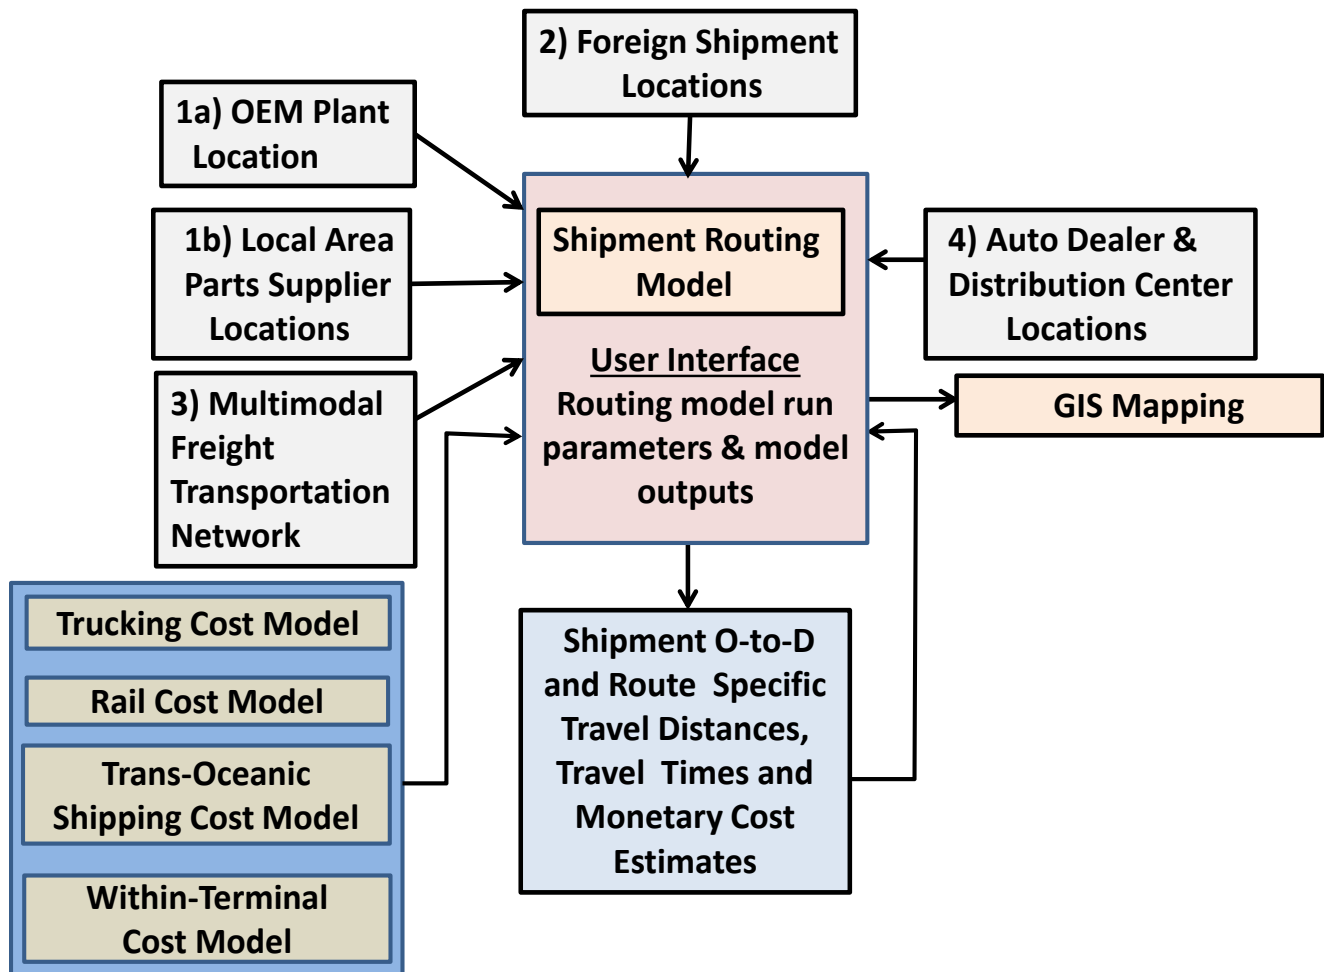 2) Foreign Shipment
Locations
1a) OEM Plant
Location
1b) Local Area
Parts Supplier
Locations
3) Multimodal
Freight
Transportation
Network
Shipment Routing
Model
User Interface
Routing model run
parameters & model
outputs
4) Auto Dealer &
Distribution Center
Locations
GIS Mapping
Trucking Cost Model
Rail Cost Model
Trans-Oceanic
Shipping Cost Model
Within-Terminal
Cost Model
Shipment O-to-D
and Route Specific
Travel Distances,
Travel Times and
Monetary Cost
Estimates